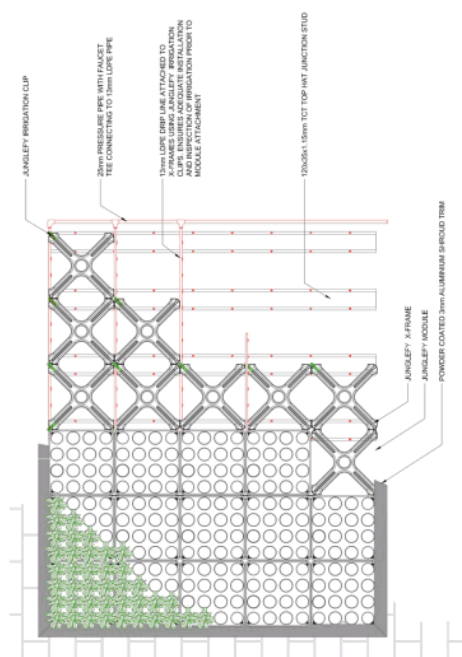 JUNGLEFY IRRIGATION CLIP
25mm PRESSURE PIPE WITH FAUCET
TEE CONNECTING TO 13mm LDPE PIPE
13mm LDPE DRIP LINE ATTACHED TO
X-FRAMES USING JUNGLEFY IRRIGATION
CLIPS. ENSURES ADEQUATE INSTALLATION
AND INSPECTION OF IRRIGATION PRIOR TO
MODULE ATTACHMENT
120x35x1.15mm TCT TOP HAT JUNCTION STUD
JUNGLEFY X-FRAME
JUNGLEFY MODULE
POWDER COATED 3mm ALUMINIUM SHROUD TRIM